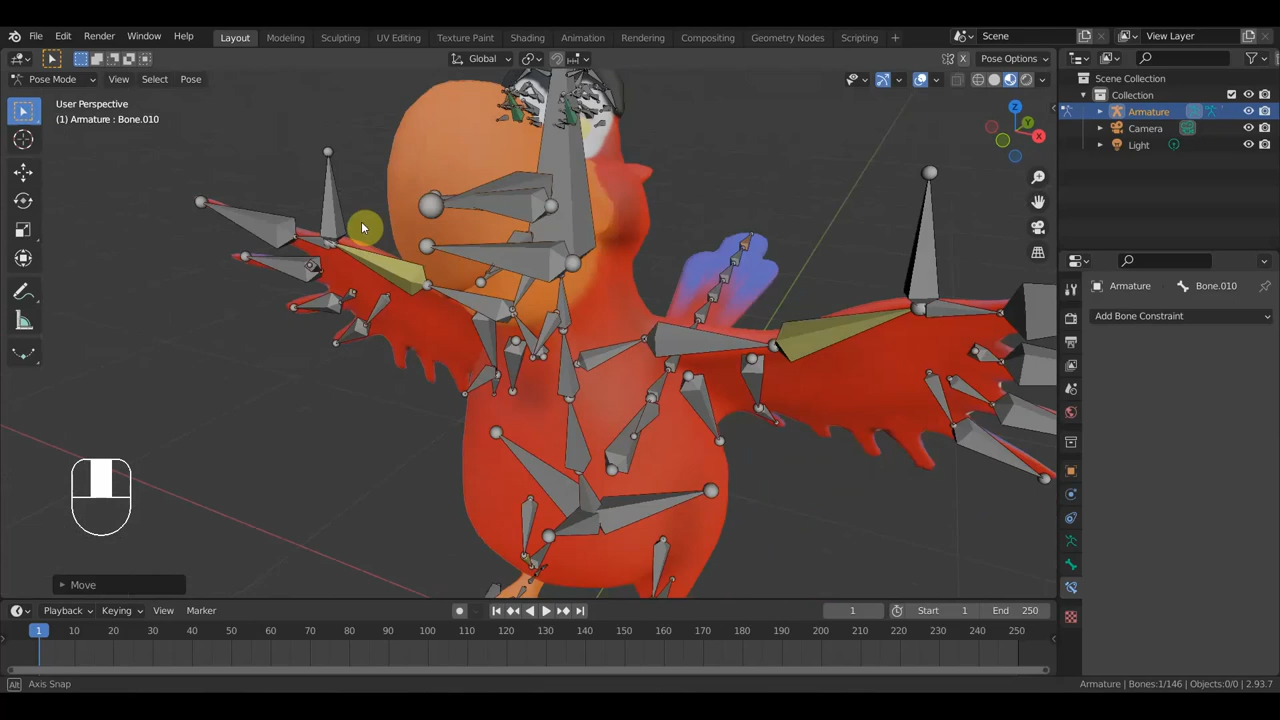 File Edit Render Window Help Layout Modeling Sculpting UV Editing Texture Paint Shading Animation Rendering Compositing Geometry Nodes Scripting + Scene View Layer
Global X Pose Options
Pose Mode View Select Pose
User Perspective
(1) Armature : Bone.010
Z
Y
X
Scene Collection
Collection
Armature
Camera
Light
Armature Bone.010
Add Bone Constraint
Move
Playback Keying View Marker 1 Start 1 End 250
1 10 20 30 40 50 60 70 80 90 100 110 120 130 140 150 160 170 180 190 200 210 220 230 240 250
Alt Axis Snap Armature | Bones:1/146 | Objects:0/0 | 2.93.7